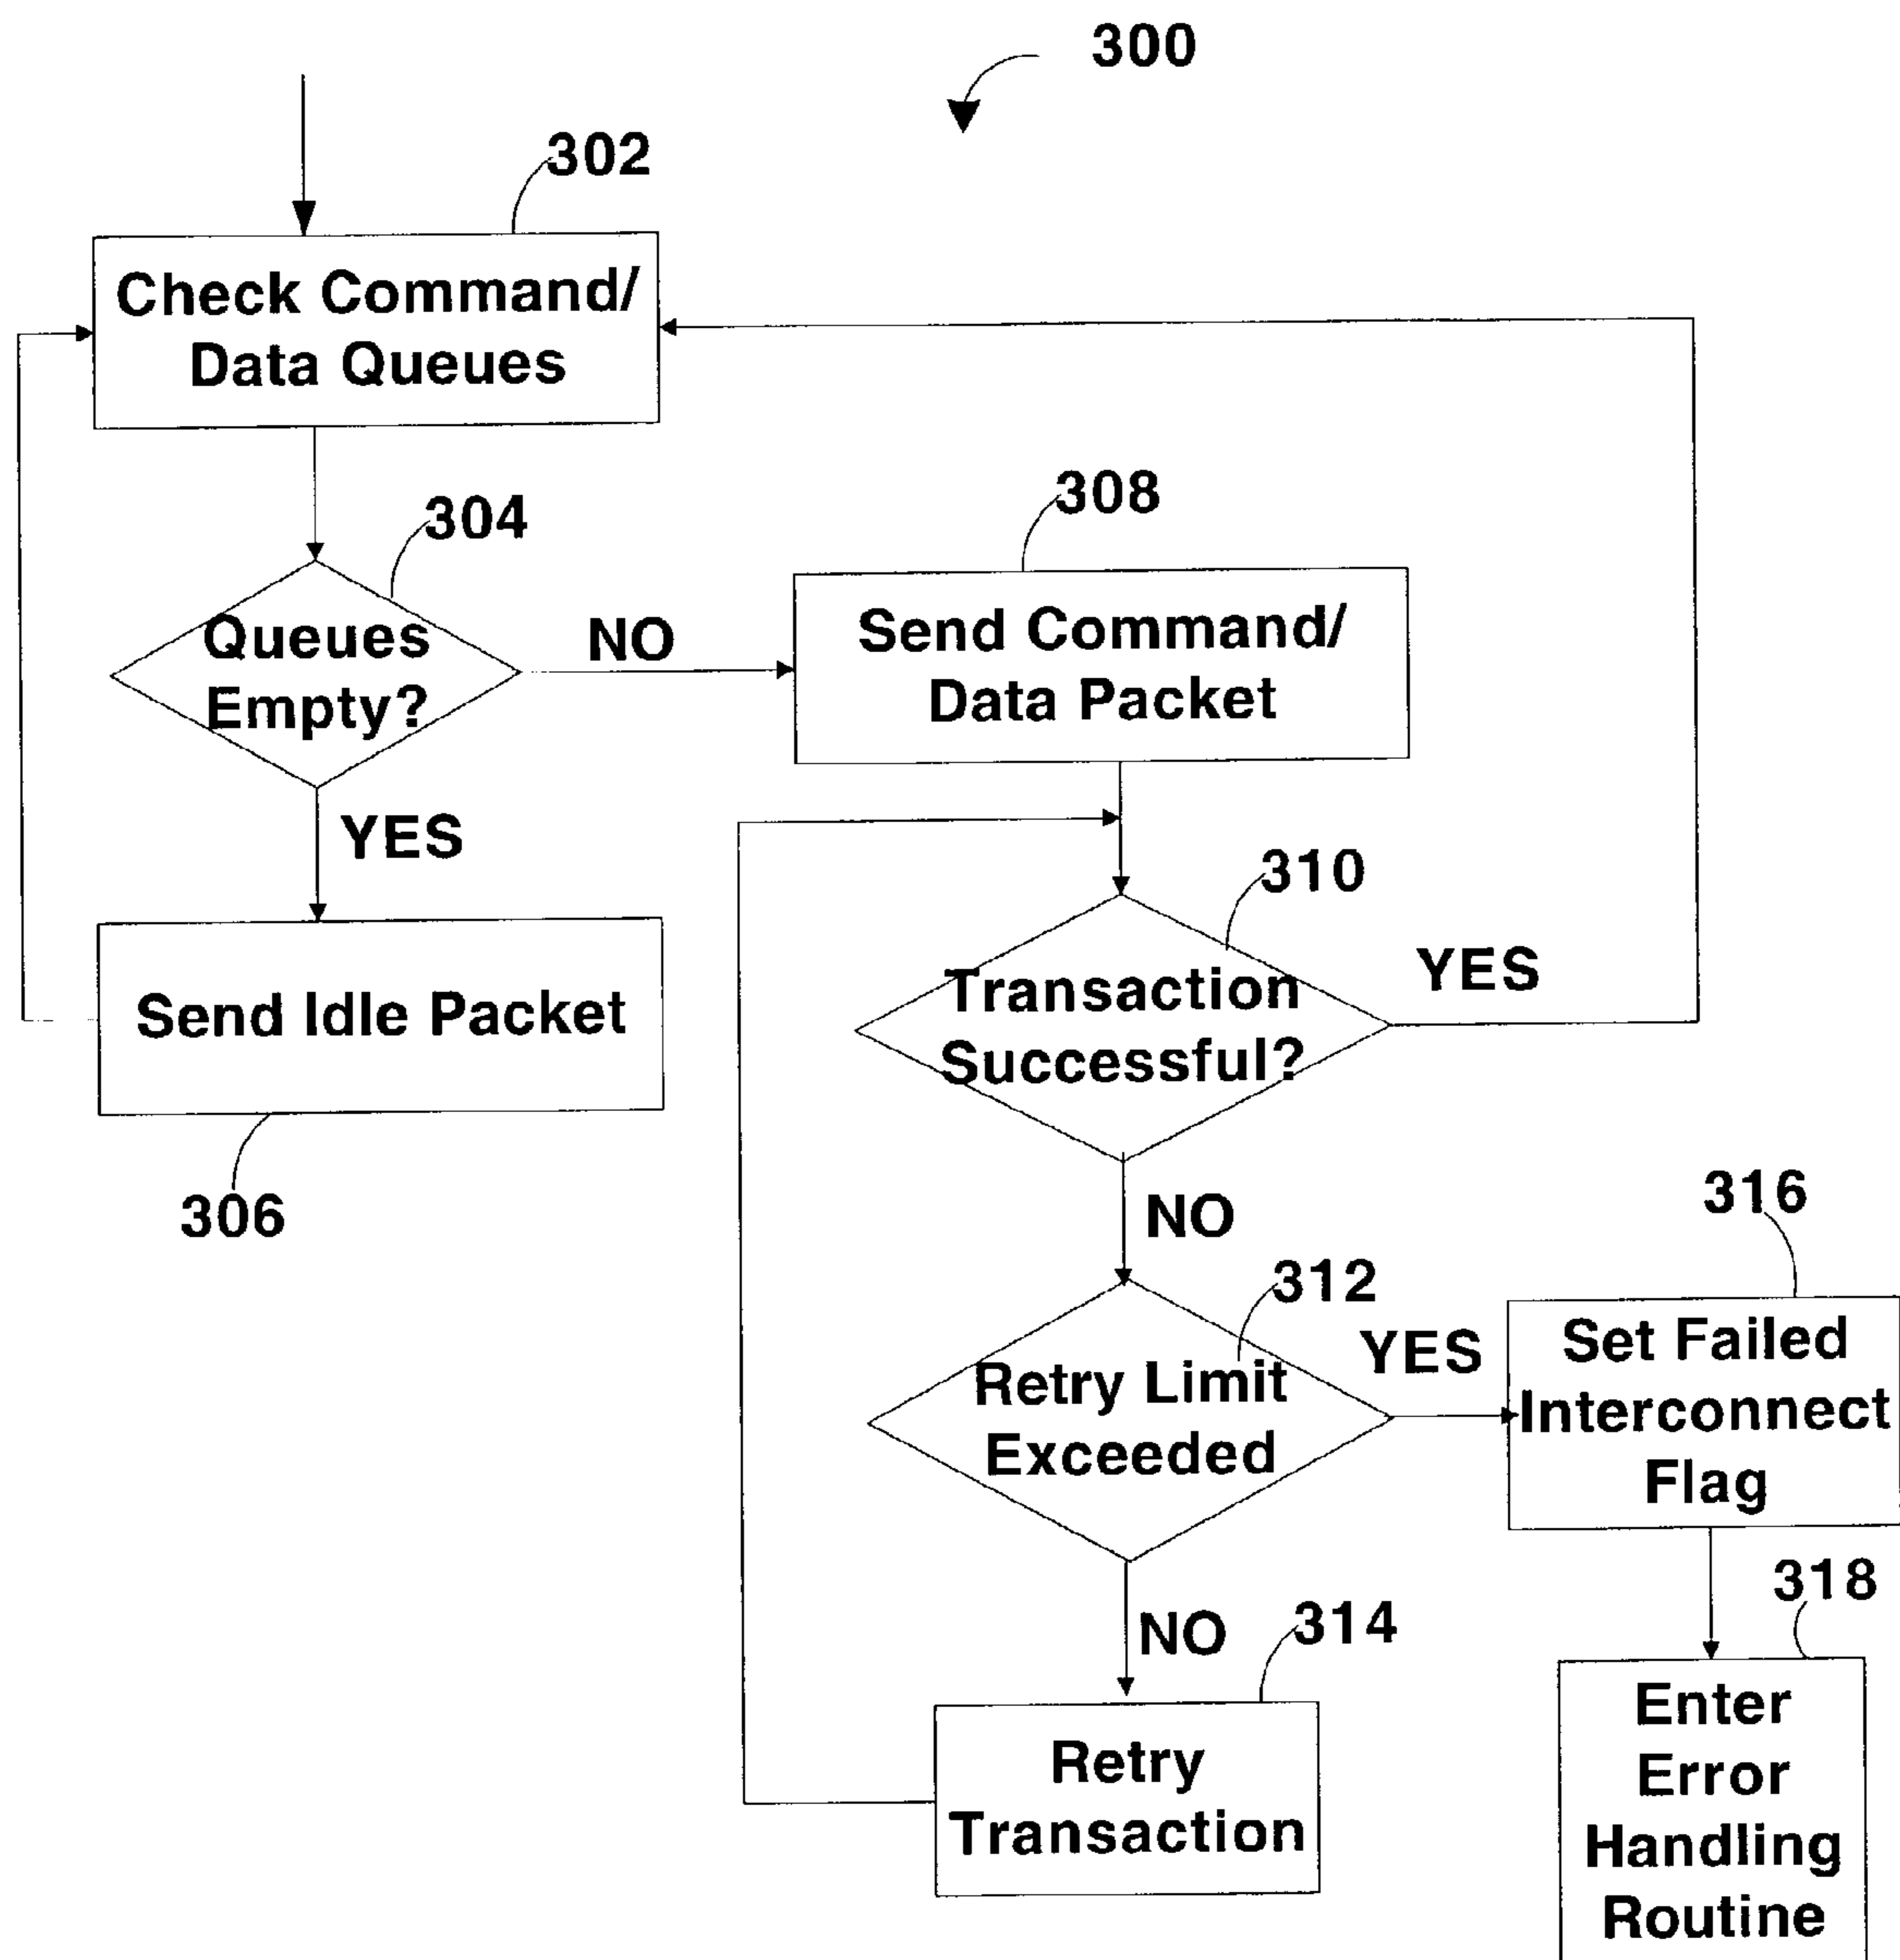 300
302
Check Command/
Data Queues
304
Queues
Empty?
NO
308
Send Command/
Data Packet
YES
310
Transaction
Successful?
YES
Send Idle Packet
306
NO
316
312
Retry Limit
Exceeded
YES
Set Failed
Interconnect
Flag
318
NO
314
Retry
Transaction
Enter
Error
Handling
Routine